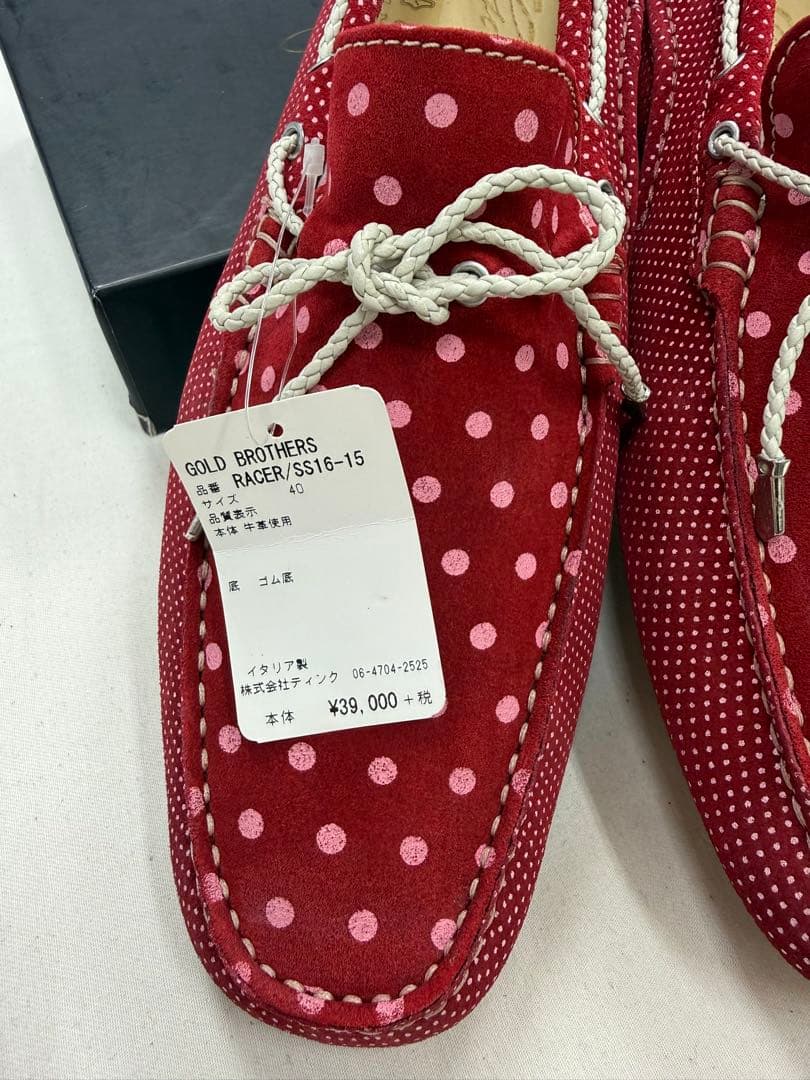 GOLD BROTHERS
品番 RACER/SS16-15
サイズ 40
品質表示
本体 牛革使用
底 ゴム底
イタリア製
株式会社ティンク 06-4704-2525
本体 ¥39,000+税